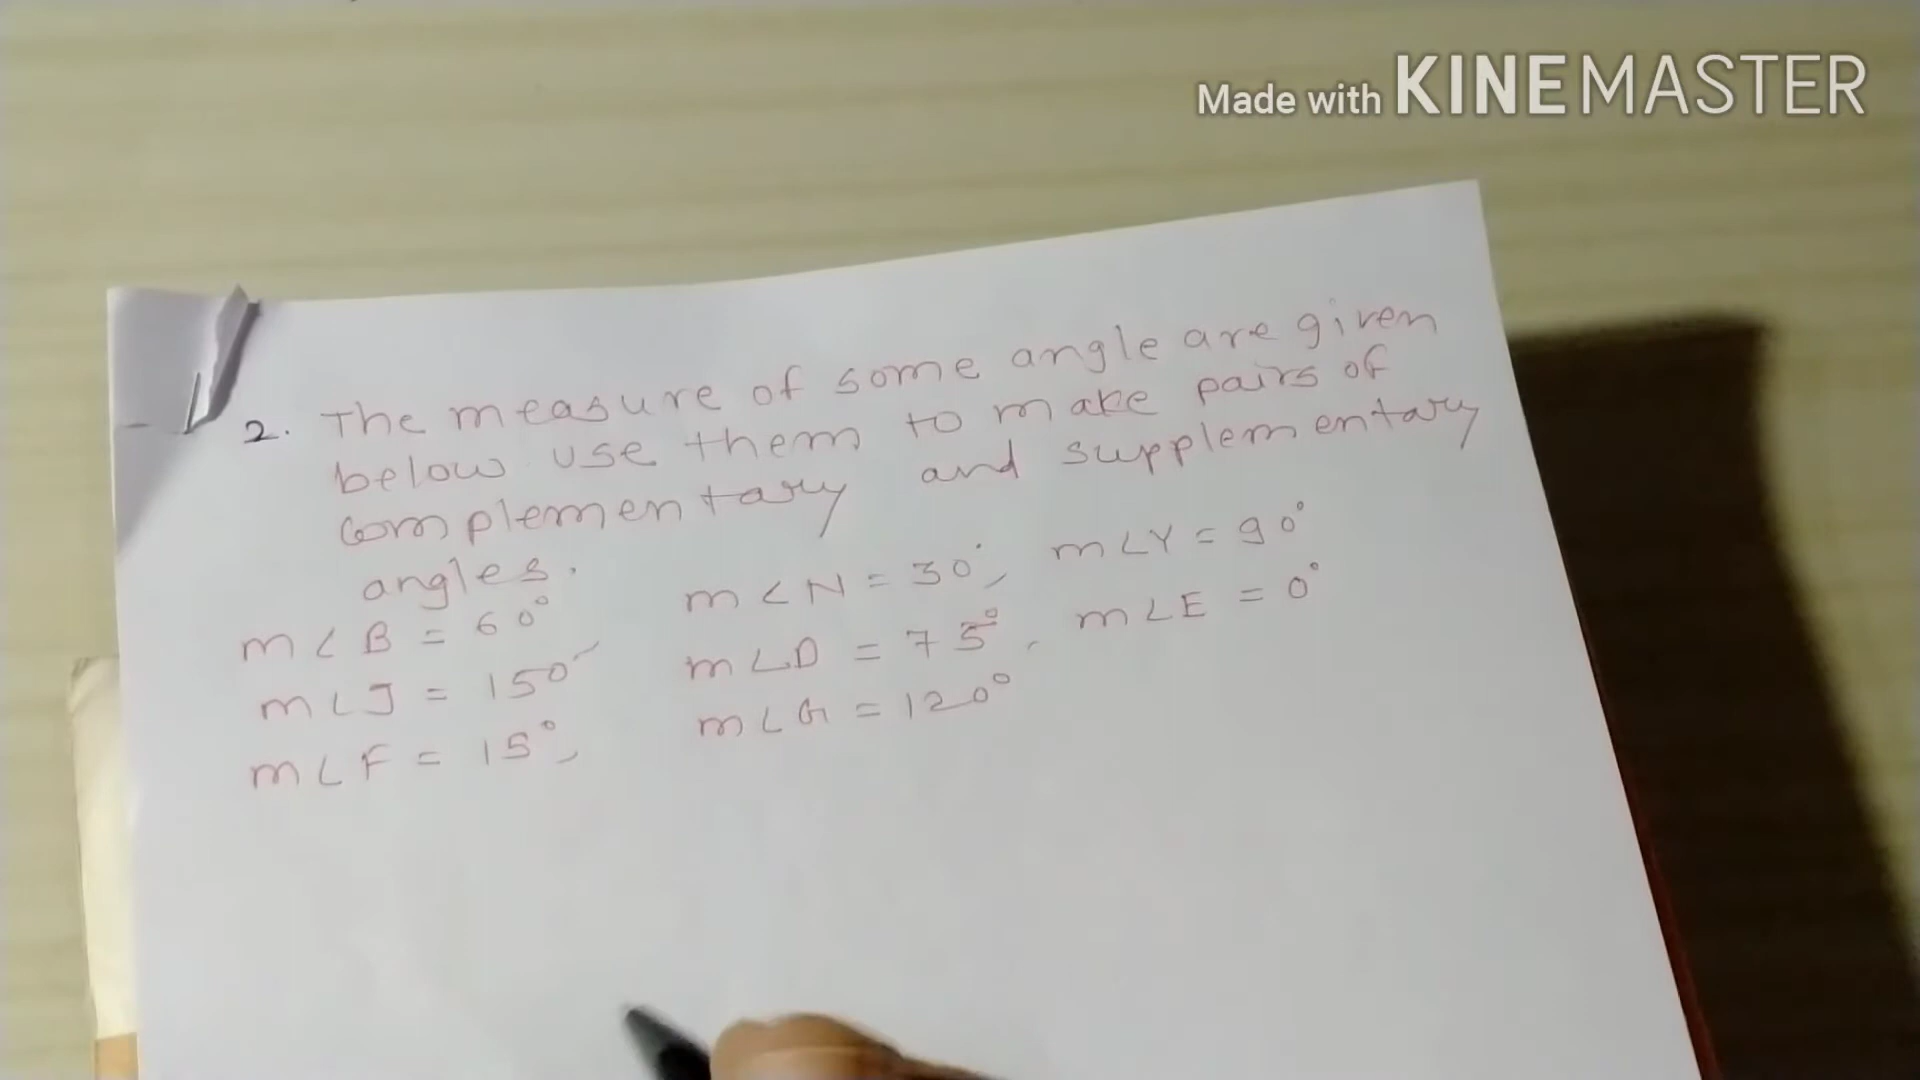 Made with KINEMASTER
2. The measure of some angle are given
below use them to make pairs of
complementary and supplementary
angles.
m∠B = 60° m∠N = 30°, m∠Y = 90°
m∠J = 150° m∠D = 75°, m∠E = 0°
m∠F = 15°, m∠G = 120°